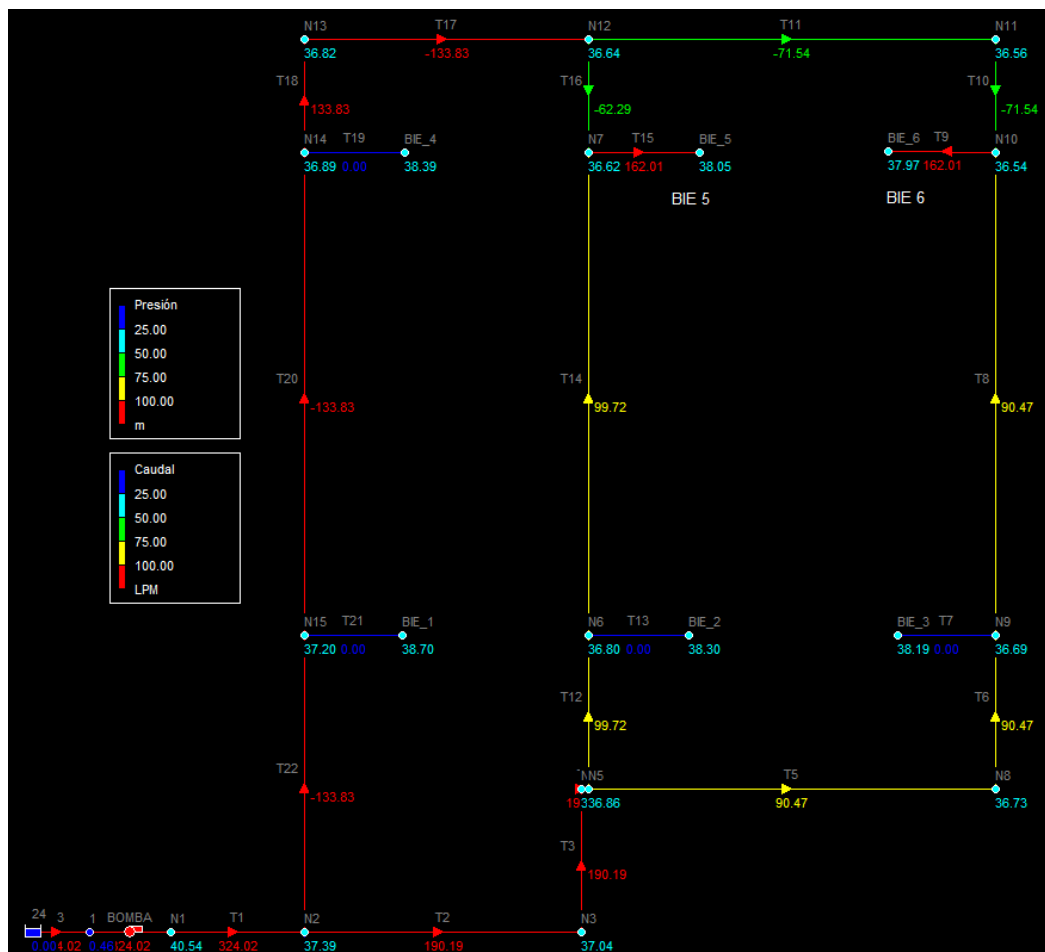 N13 T17 N12 T11 N11
36.82 -133.83 36.64 -71.54 36.56
T18 T16 T10
133.83 -62.29 -71.54
N14 T19 BIE_4 N7 T15 BIE_5 BIE_6 T9 N10
36.89 0.00 38.39 36.62 162.01 38.05 37.97 162.01 36.54
BIE 5 BIE 6
Presión
25.00
50.00
75.00
100.00
m
T20 T14 T8
-133.83 99.72 90.47
Caudal
25.00
50.00
75.00
100.00
LPM
N15 T21 BIE_1 N6 T13 BIE_2 BIE_3 T7 N9
37.20 0.00 38.70 36.80 0.00 38.30 38.19 0.00 36.69
T12 T6
99.72 90.47
T22 N5 T5 N8
-133.83 36.86 90.47 36.73
T3
190.19
24 3 1 BOMBA N1 T1 N2 T2 N3
0.00 0.46 40.54 324.02 37.39 190.19 37.04